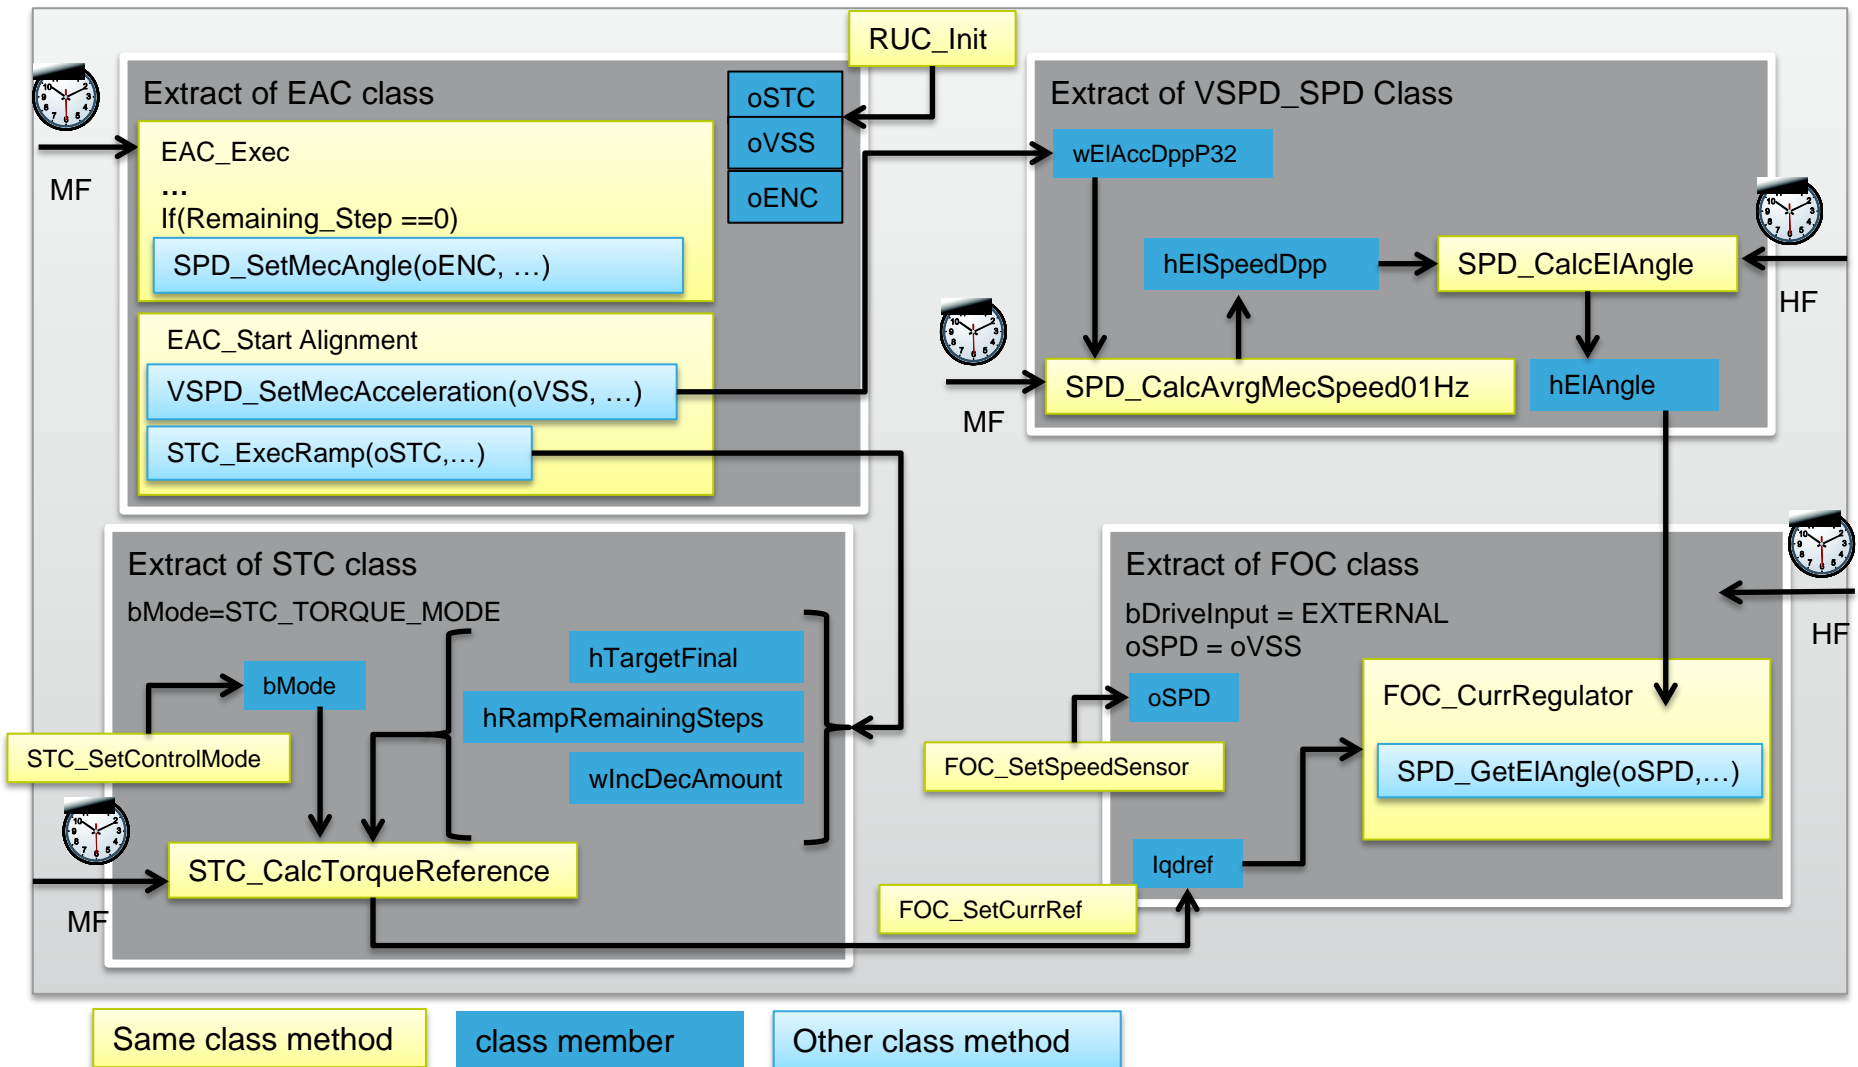 RUC_Init
Extract of EAC class
oSTC
oVSS
oENC
MF
EAC_Exec
…
If(Remaining_Step ==0)
SPD_SetMecAngle(oENC, …)
EAC_Start Alignment
VSPD_SetMecAcceleration(oVSS, …)
STC_ExecRamp(oSTC,…)
Extract of VSPD_SPD Class
wElAccDppP32
hElSpeedDpp
SPD_CalcElAngle
HF
MF
SPD_CalcAvrgMecSpeed01Hz
hElAngle
Extract of STC class
bMode=STC_TORQUE_MODE
hTargetFinal
bMode
hRampRemainingSteps
STC_SetControlMode
wIncDecAmount
STC_CalcTorqueReference
MF
Extract of FOC class
bDriveInput = EXTERNAL
oSPD = oVSS
HF
oSPD
FOC_CurrRegulator
FOC_SetSpeedSensor
SPD_GetElAngle(oSPD,…)
Iqdref
FOC_SetCurrRef
Same class method
class member
Other class method